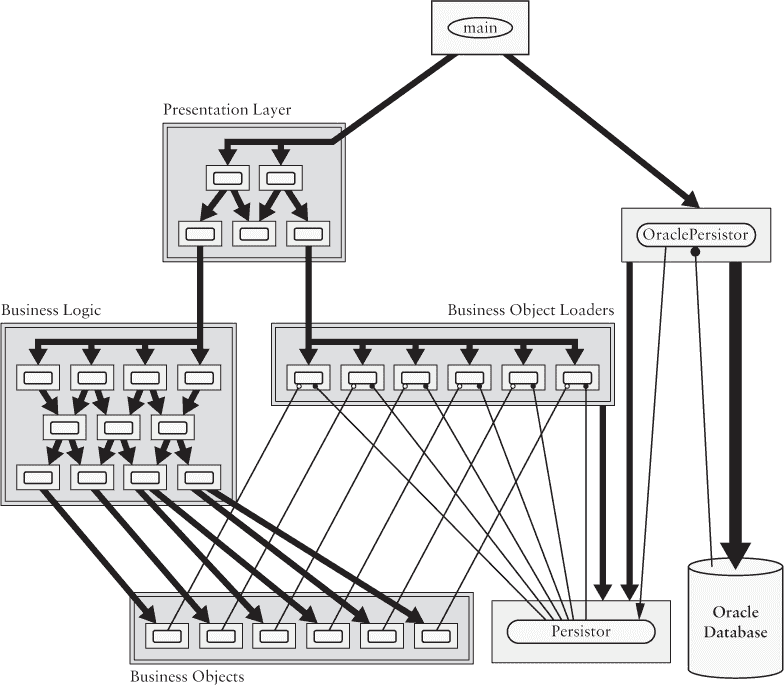 main
Presentation Layer
OraclePersistor
Business Logic
Business Object Loaders
Oracle
Database
Persistor
Business Objects